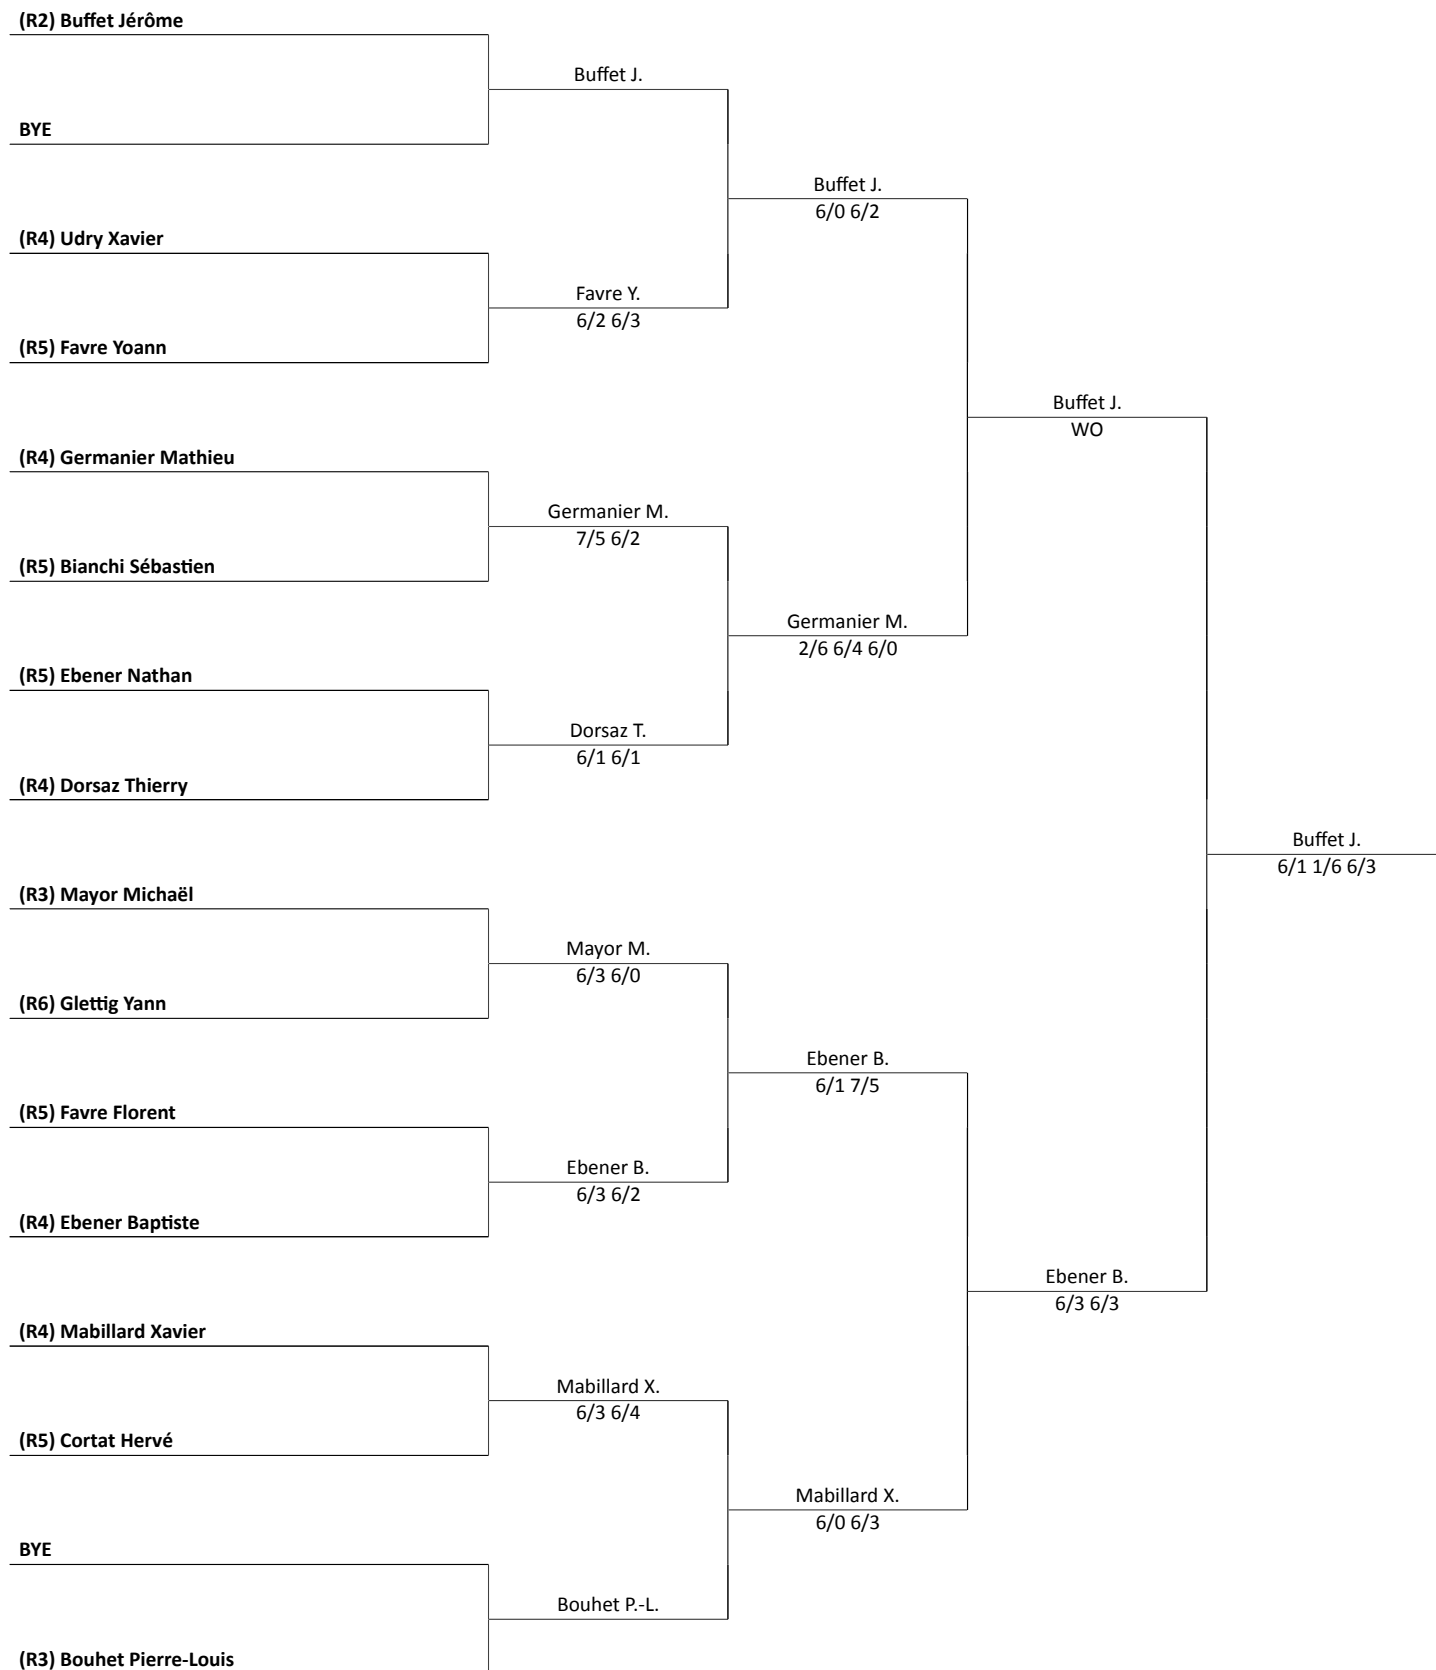 (R2) Buffet Jérôme
Buffet J.
BYE
Buffet J.
6/0 6/2
(R4) Udry Xavier
Favre Y.
6/2 6/3
(R5) Favre Yoann
Buffet J.
WO
(R4) Germanier Mathieu
Germanier M.
7/5 6/2
(R5) Bianchi Sébastien
Germanier M.
2/6 6/4 6/0
(R5) Ebener Nathan
Dorsaz T.
6/1 6/1
(R4) Dorsaz Thierry
Buffet J.
6/1 1/6 6/3
(R3) Mayor Michaël
Mayor M.
6/3 6/0
(R6) Glettig Yann
Ebener B.
6/1 7/5
(R5) Favre Florent
Ebener B.
6/3 6/2
(R4) Ebener Baptiste
Ebener B.
6/3 6/3
(R4) Mabillard Xavier
Mabillard X.
6/3 6/4
(R5) Cortat Hervé
Mabillard X.
6/0 6/3
BYE
Bouhet P.-L.
(R3) Bouhet Pierre-Louis